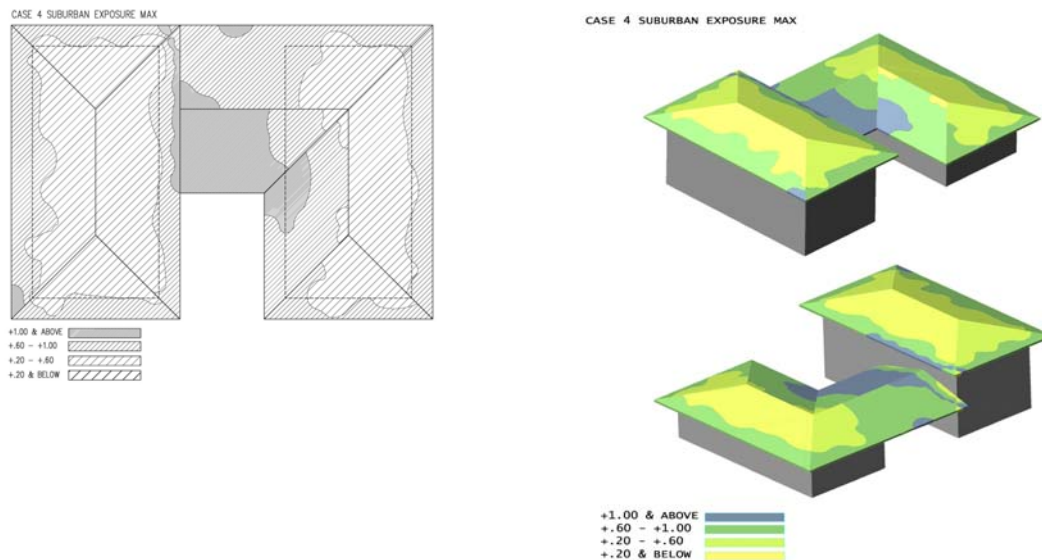 CASE 4 SUBURBAN EXPOSURE MAX
+1.00 & ABOVE
+.60 - +1.00
+.20 - +.60
+.20 & BELOW
CASE 4 SUBURBAN EXPOSURE MAX
+1.00 & ABOVE
+.60 - +1.00
+.20 - +.60
+.20 & BELOW